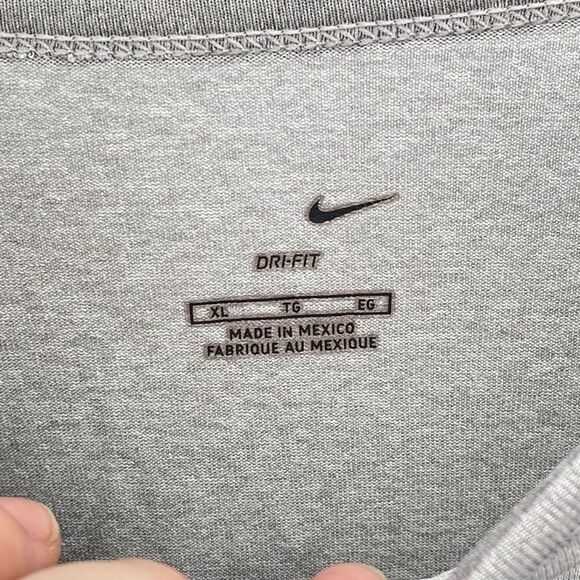 DRI-FIT
XL TG EG
MADE IN MEXICO
FABRIQUE AU MEXIQUE